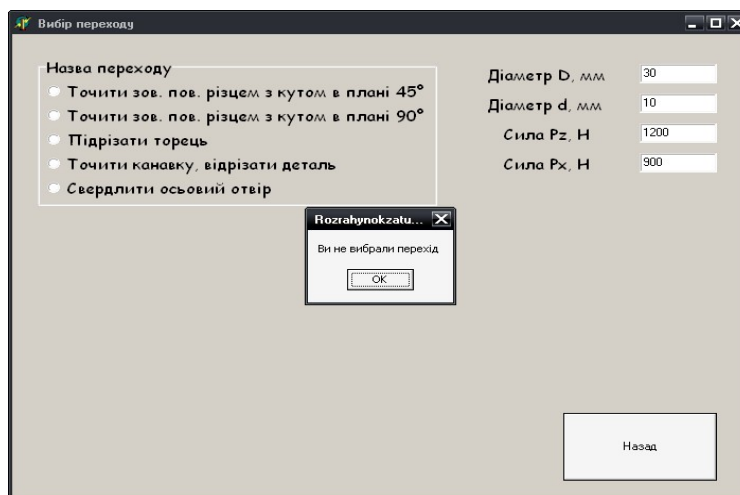 Вибір переходу
Назва переходу
Точити зов. пов. різцем з кутом в плані 45°
Точити зов. пов. різцем з кутом в плані 90°
Підрізати торець
Точити канавку, відрізати деталь
Свердлити осьовий отвір
Діаметр D, мм 30
Діаметр d, мм 10
Сила Pz, Н 1200
Сила Px, Н 900
Rozrahynokzatu...
Ви не вибрали перехід
OK
Назад